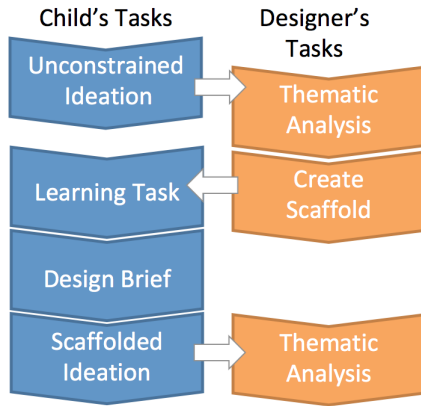 Child's Tasks
Designer's
Tasks
Unconstrained
Ideation
Thematic
Analysis
Learning Task
Create
Scaffold
Design Brief
Scaffolded
Ideation
Thematic
Analysis